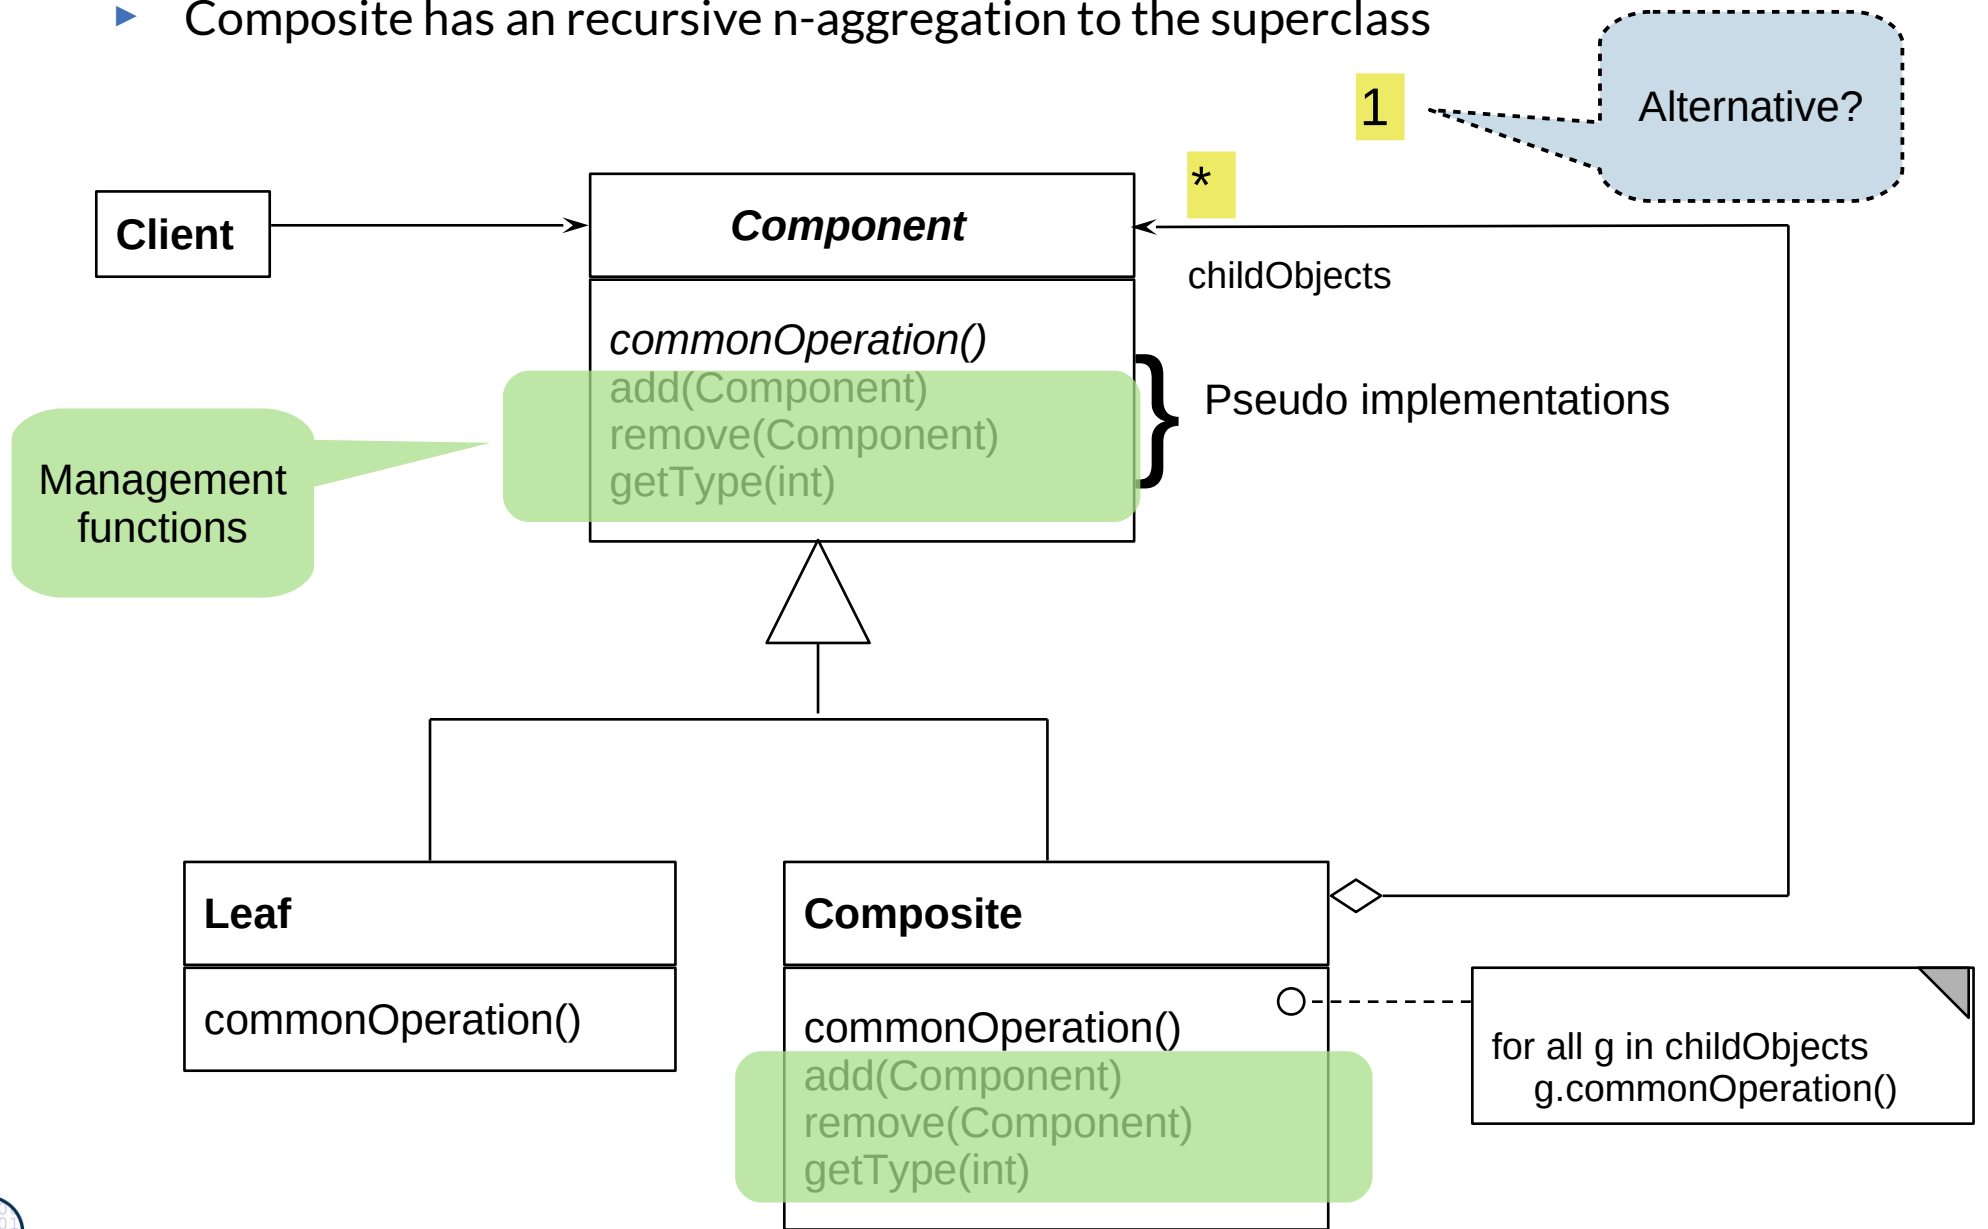 ► Composite has an recursive n-aggregation to the superclass
1
Alternative?
*
Client
Component
childObjects
commonOperation()
add(Component)
remove(Component)
getType(int)
}
Pseudo implementations
Management
functions
Leaf
Composite
commonOperation()
commonOperation()
add(Component)
remove(Component)
getType(int)
for all g in childObjects
g.commonOperation()